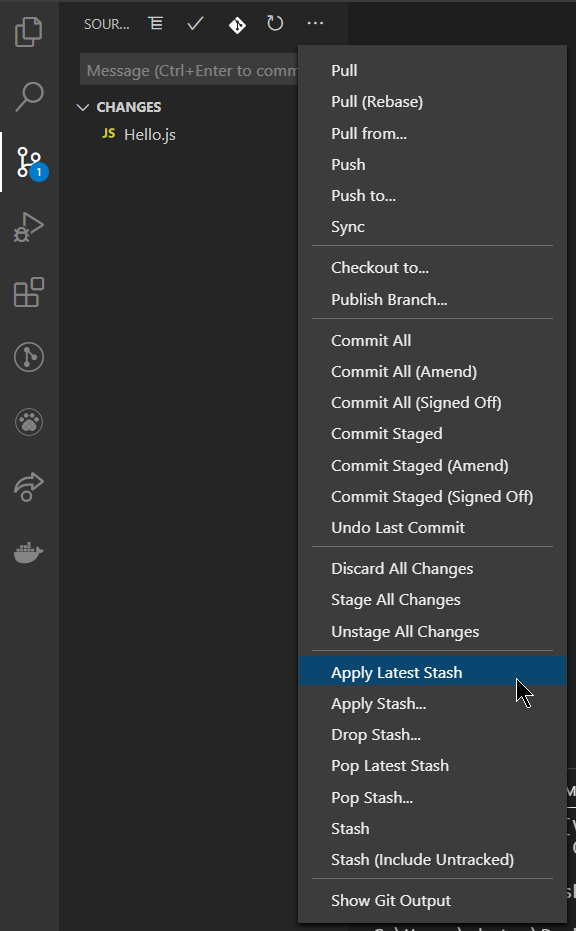 SOUR...
Message (Ctrl+Enter to comm
CHANGES
JS Hello.js
1
Pull
Pull (Rebase)
Pull from...
Push
Push to...
Sync
Checkout to...
Publish Branch...
Commit All
Commit All (Amend)
Commit All (Signed Off)
Commit Staged
Commit Staged (Amend)
Commit Staged (Signed Off)
Undo Last Commit
Discard All Changes
Stage All Changes
Unstage All Changes
Apply Latest Stash
Apply Stash...
Drop Stash...
Pop Latest Stash
Pop Stash...
Stash
Stash (Include Untracked)
Show Git Output